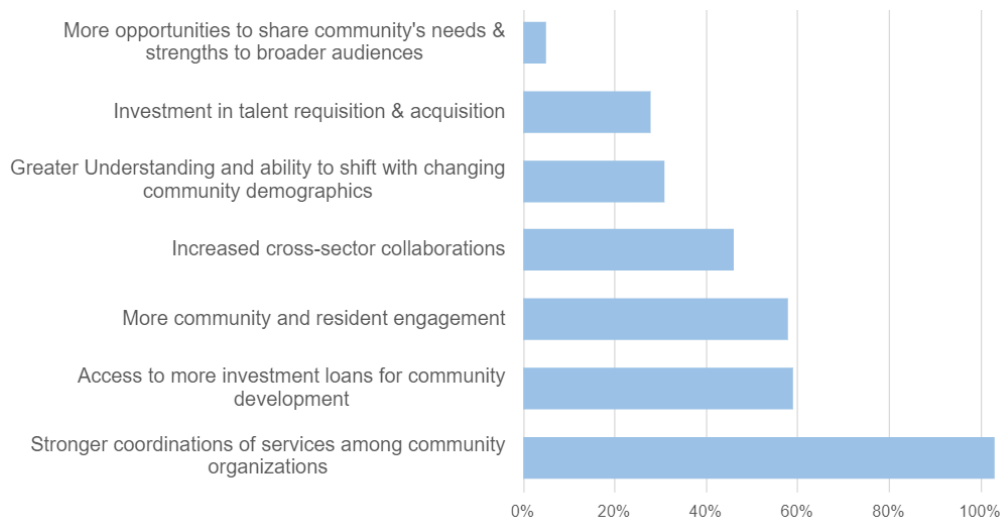 More opportunities to share community's needs &
strengths to broader audiences
Investment in talent requisition & acquisition
Greater Understanding and ability to shift with changing
community demographics
Increased cross-sector collaborations
More community and resident engagement
Access to more investment loans for community
development
Stronger coordinations of services among community
organizations
0% 20% 40% 60% 80% 100%